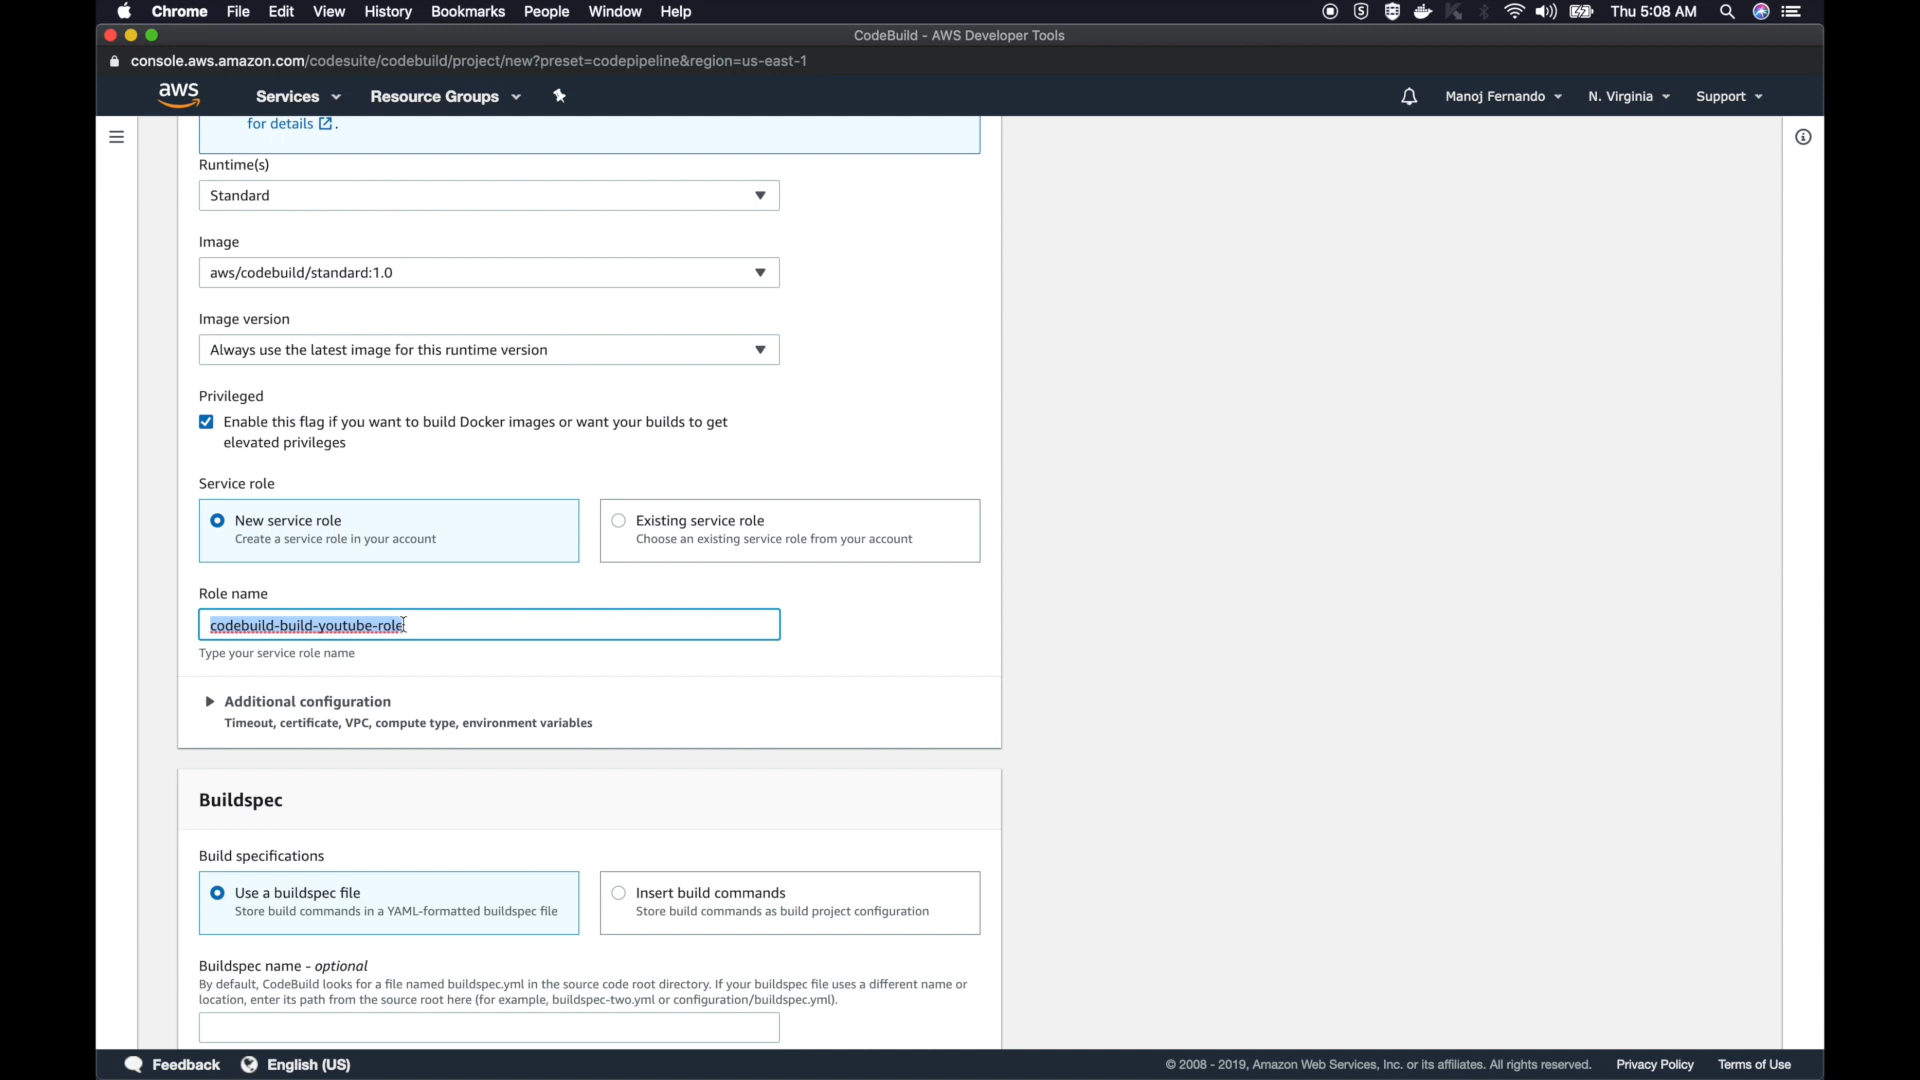 Chrome File Edit View History Bookmarks People Window Help Thu 5:08 AM
CodeBuild - AWS Developer Tools
console.aws.amazon.com/codesuite/codebuild/project/new?preset=codepipeline&region=us-east-1
aws Services Resource Groups Manoj Fernando N. Virginia Support
for details .
Runtime(s)
Standard
Image
aws/codebuild/standard:1.0
Image version
Always use the latest image for this runtime version
Privileged
Enable this flag if you want to build Docker images or want your builds to get
elevated privileges
Service role
New service role
Create a service role in your account
Existing service role
Choose an existing service role from your account
Role name
codebuild-build-youtube-role
Type your service role name
Additional configuration
Timeout, certificate, VPC, compute type, environment variables
Buildspec
Build specifications
Use a buildspec file
Store build commands in a YAML-formatted buildspec file
Insert build commands
Store build commands as build project configuration
Buildspec name - optional
By default, CodeBuild looks for a file named buildspec.yml in the source code root directory. If your buildspec file uses a different name or
location, enter its path from the source root here (for example, buildspec-two.yml or configuration/buildspec.yml).
Feedback English (US) © 2008 - 2019, Amazon Web Services, Inc. or its affiliates. All rights reserved. Privacy Policy Terms of Use